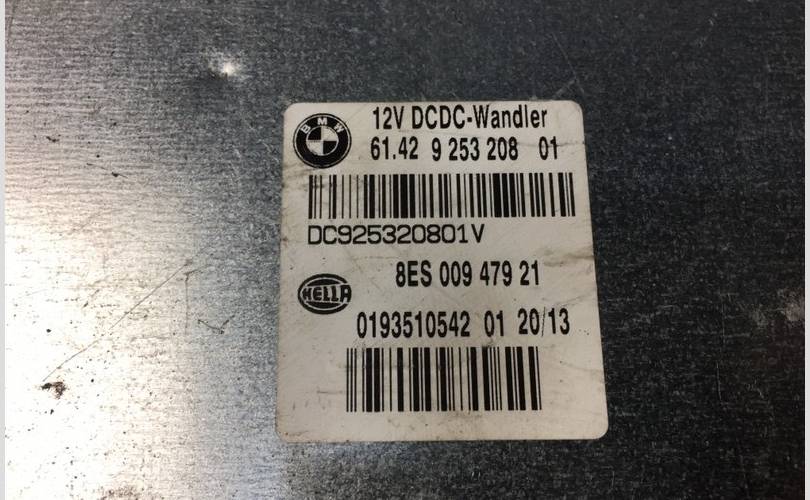 BMW
12V DCDC-Wandler
61.42 9 253 208 01
DC925320801V
8ES 009 479 21
HELLA
0193510542 01 20/13